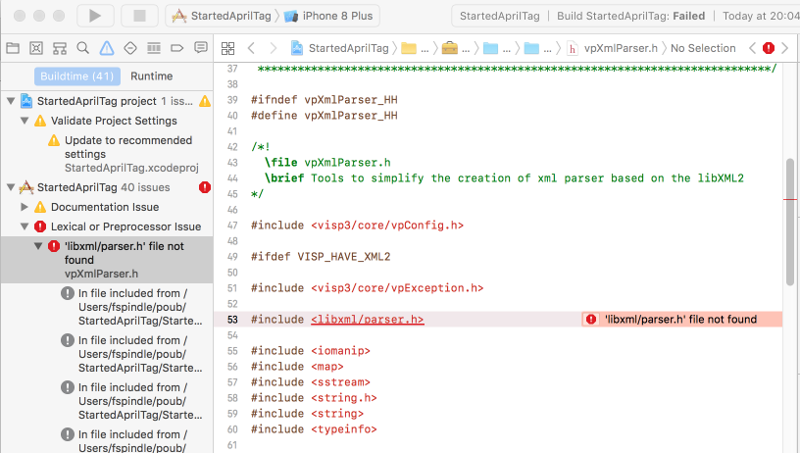 StartedAprilTag iPhone 8 Plus
StartedAprilTag | Build StartedAprilTag: Failed | Today at 20:04
StartedAprilTag ... ... ... ... h vpXmlParser.h No Selection
Buildtime (41) Runtime
StartedAprilTag project 1 iss...
Validate Project Settings
Update to recommended
settings
StartedAprilTag.xcodeproj
StartedAprilTag 40 issues
Documentation Issue
Lexical or Preprocessor Issue
'libxml/parser.h' file not
found
vpXmlParser.h
In file included from /
Users/fspindle/poub/
StartedAprilTag/Starte...
In file included from /
Users/fspindle/poub/
StartedAprilTag/Starte...
In file included from /
Users/fspindle/poub/
StartedAprilTag/Starte...
In file included from /
Users/fspindle/poub/
37 *****************************************************************************/
38
39 #ifndef vpXmlParser_HH
40 #define vpXmlParser_HH
41
42 /*!
43 \file vpXmlParser.h
44 \brief Tools to simplify the creation of xml parser based on the libXML2
45 */
46
47 #include <visp3/core/vpConfig.h>
48
49 #ifdef VISP_HAVE_XML2
50
51 #include <visp3/core/vpException.h>
52
53 #include <libxml/parser.h> 'libxml/parser.h' file not found
54
55 #include <iomanip>
56 #include <map>
57 #include <sstream>
58 #include <string.h>
59 #include <string>
60 #include <typeinfo>
61